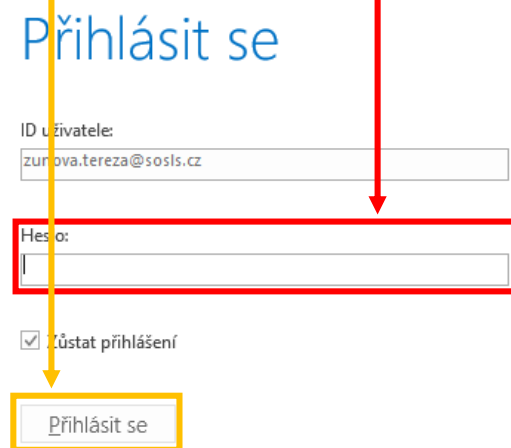 Přihlásit se
ID uživatele:
zunova.tereza@sosls.cz
Heslo:
Zůstat přihlášení
Přihlásit se